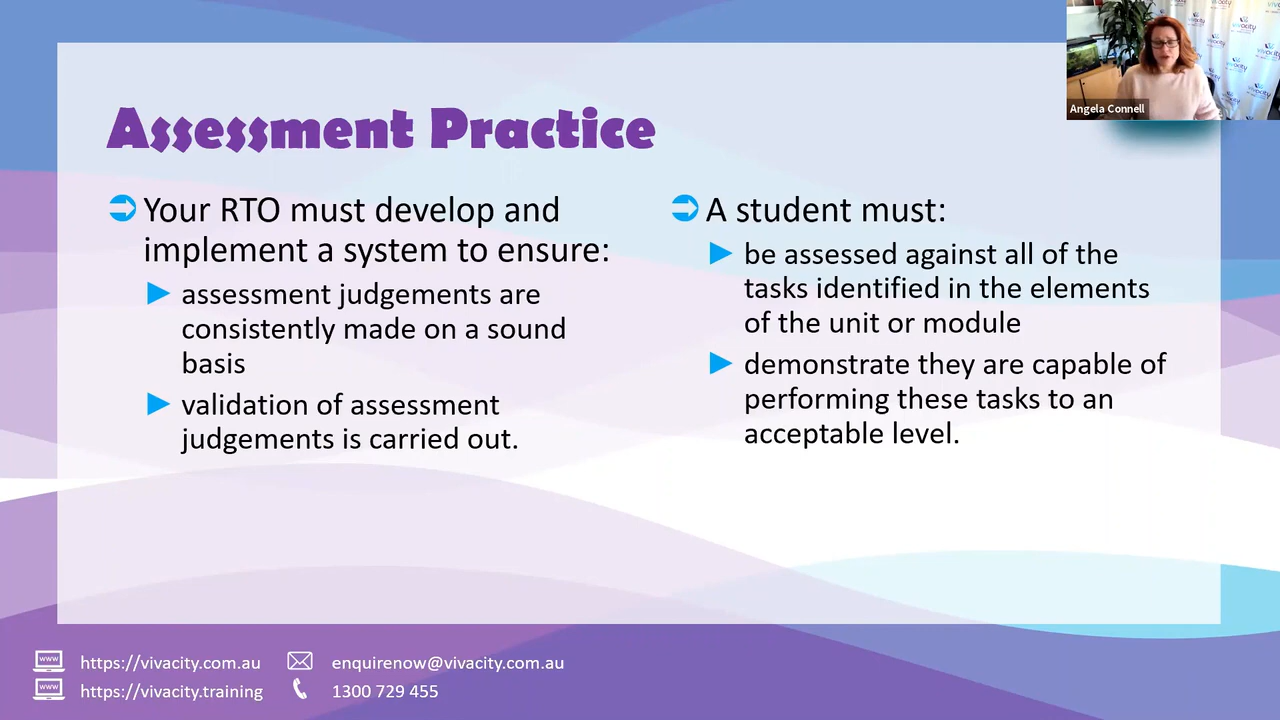 Assessment Practice
Your RTO must develop and
implement a system to ensure:
assessment judgements are
consistently made on a sound
basis
validation of assessment
judgements is carried out.
A student must:
be assessed against all of the
tasks identified in the elements
of the unit or module
demonstrate they are capable of
performing these tasks to an
acceptable level.
Angela Connell
vivacity
www https://vivacity.com.au
www https://vivacity.training
enquirenow@vivacity.com.au
1300 729 455